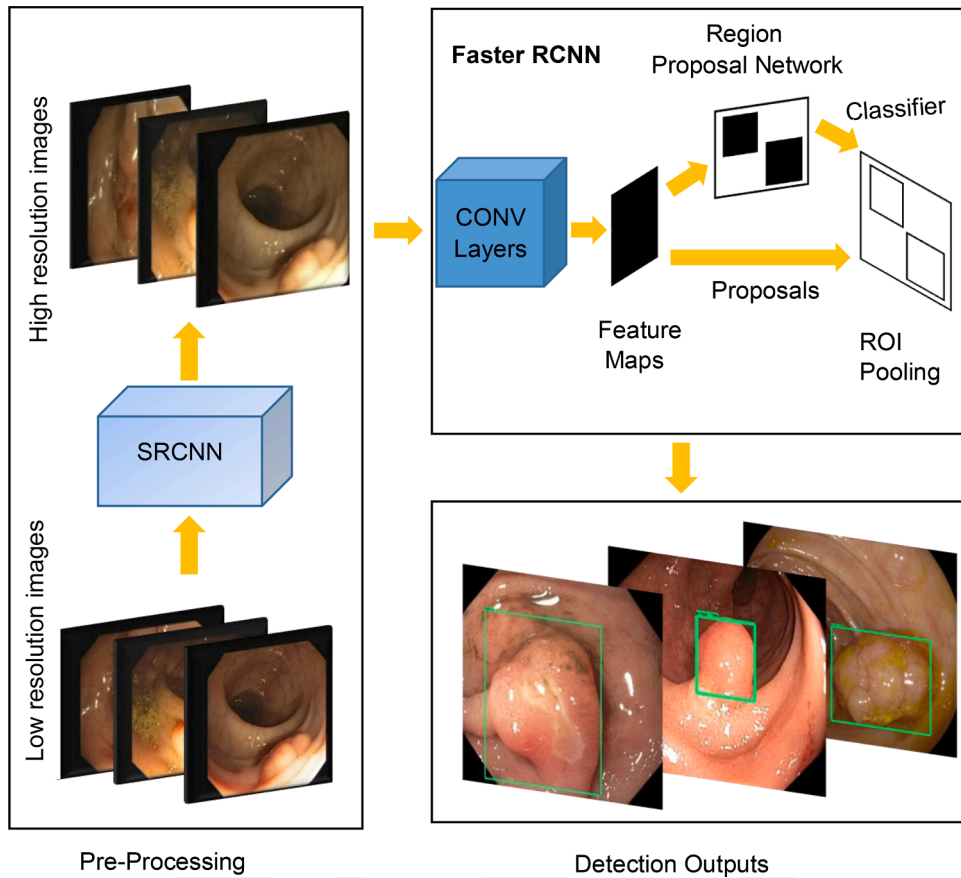 High resolution images
SRCNN
Low resolution images
Pre-Processing
Faster RCNN
Region
Proposal Network
Classifier
CONV
Layers
Proposals
Feature
Maps
ROI
Pooling
Detection Outputs